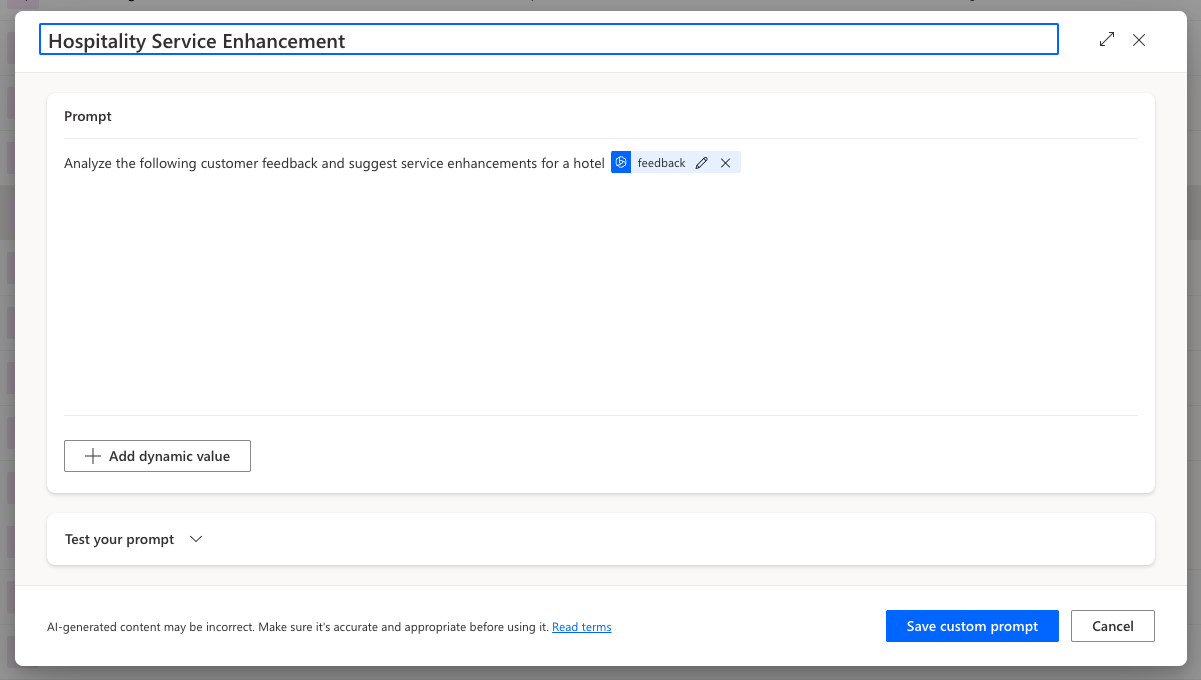 Hospitality Service Enhancement
Prompt
Analyze the following customer feedback and suggest service enhancements for a hotel feedback
Add dynamic value
Test your prompt
AI-generated content may be incorrect. Make sure it's accurate and appropriate before using it. Read terms
Save custom prompt
Cancel